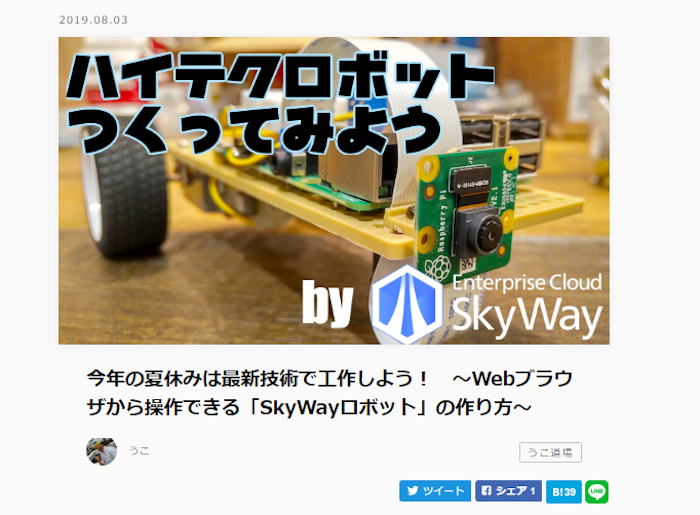 2019.08.03
ハイテクロボット
つくってみよう
Raspberry Pi
V2.1
by
Enterprise Cloud
SkyWay
今年の夏休みは最新技術で工作しよう！　〜Webブラウ
ザから操作できる「SkyWayロボット」の作り方〜
うこ
うこ道場
ツイート
シェア 1
B!39
LINE